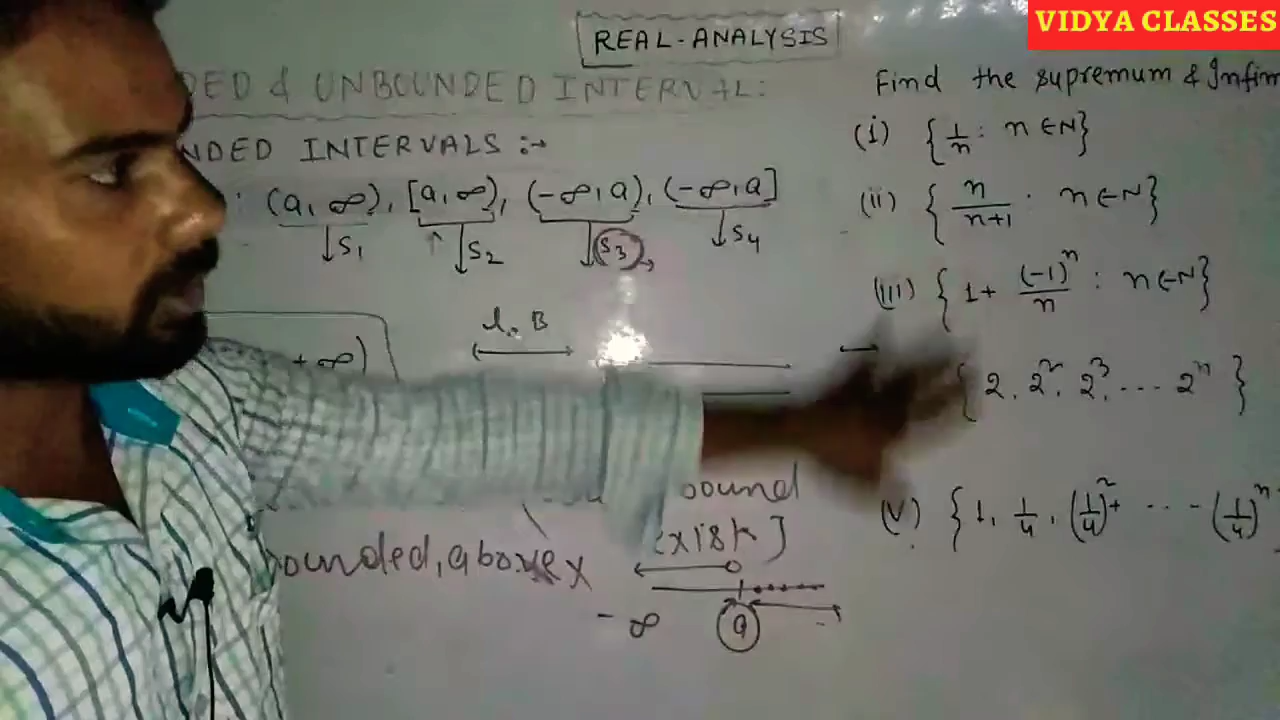 VIDYA CLASSES
REAL-ANALYSIS
DED & UNBOUNDED INTERVAL:
NDED INTERVALS :→
: (a, ∞), [a, ∞), (-∞, a), (-∞, a]
↓S1 ↓S2 ↓S3 ↓S4
l. B
+ ∞)
bound
exist]
bounded, above x
- ∞ a
Find the supremum & Infim
(i) {1/n : n ∈ N}
(ii) {n/n+1 : n ∈ N}
(iii) {1+ (-1)^n/n : n ∈ N}
{2, 2^2, 2^3, ... 2^n}
(v) {1, 1/4, (1/4)^2+ ... (1/4)^n